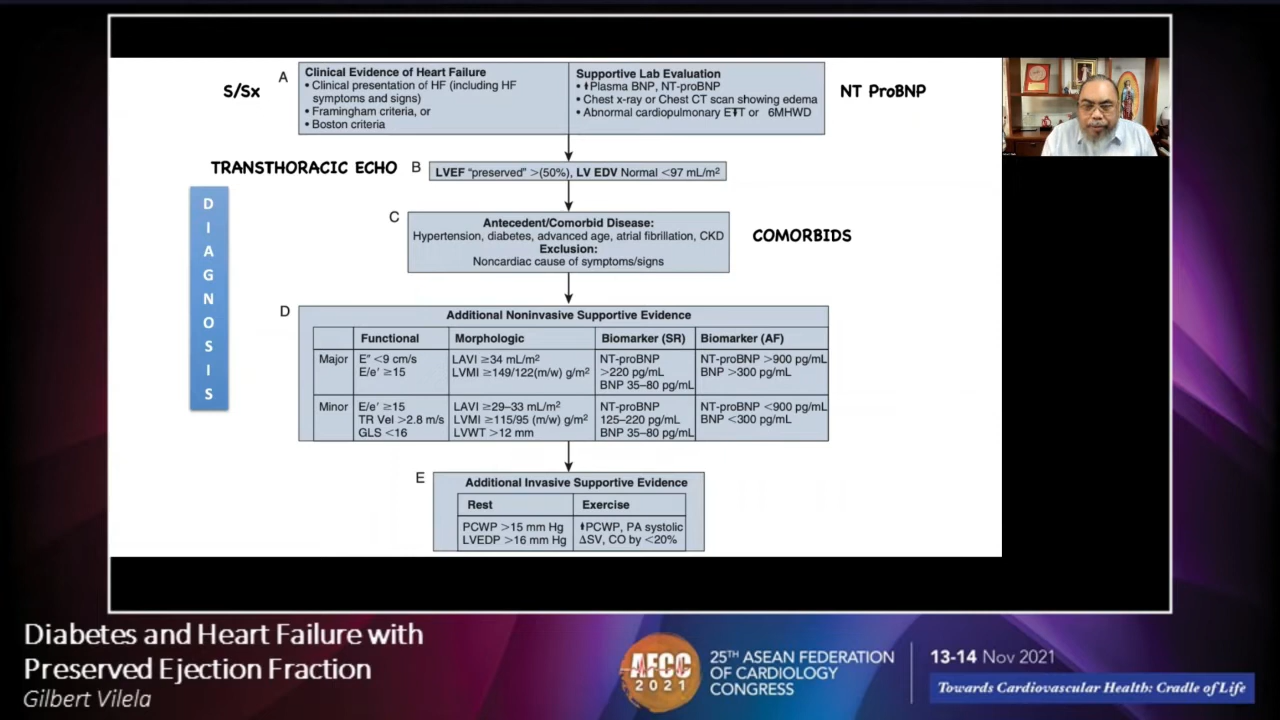 S/Sx
A
Clinical Evidence of Heart Failure
• Clinical presentation of HF (including HF
symptoms and signs)
• Framingham criteria, or
• Boston criteria
Supportive Lab Evaluation
• ⬆Plasma BNP, NT-proBNP
• Chest x-ray or Chest CT scan showing edema
• Abnormal cardiopulmonary or 6MHWD
NT ProBNP
TRANSTHORACIC ECHO
B
LVEF "preserved" >(50%), LV EDV Normal <97 mL/m²
DIAGNOSIS
C
Antecedent/Comorbid Disease:
Hypertension, diabetes, advanced age, atrial fibrillation, CKD
Exclusion:
Noncardiac cause of symptoms/signs
COMORBIDS
D
Additional Noninvasive Supportive Evidence
Functional Morphologic Biomarker (SR) Biomarker (AF)
Major E" <9 cm/s LAVI ≥34 mL/m² NT-proBNP NT-proBNP >900 pg/mL
E/e' ≥15 LVMI ≥149/122(m/w) g/m² >220 pg/mL BNP >300 pg/mL
BNP 35–80 pg/mL
Minor E/e' ≥15 LAVI ≥29–33 mL/m² NT-proBNP NT-proBNP <900 pg/mL
TR Vel >2.8 m/s LVMI ≥115/95 (m/w) g/m² 125–220 pg/mL BNP <300 pg/mL
GLS <16 LVWT >12 mm BNP 35–80 pg/mL
E
Additional Invasive Supportive Evidence
Rest Exercise
PCWP >15 mm Hg ⬆PCWP, PA systolic
LVEDP >16 mm Hg ΔSV, CO by <20%
Diabetes and Heart Failure with
Preserved Ejection Fraction
Gilbert Vilela
AFCC
2021
25TH ASEAN FEDERATION
OF CARDIOLOGY
CONGRESS
13-14 Nov 2021
Towards Cardiovascular Health: Cradle of Life